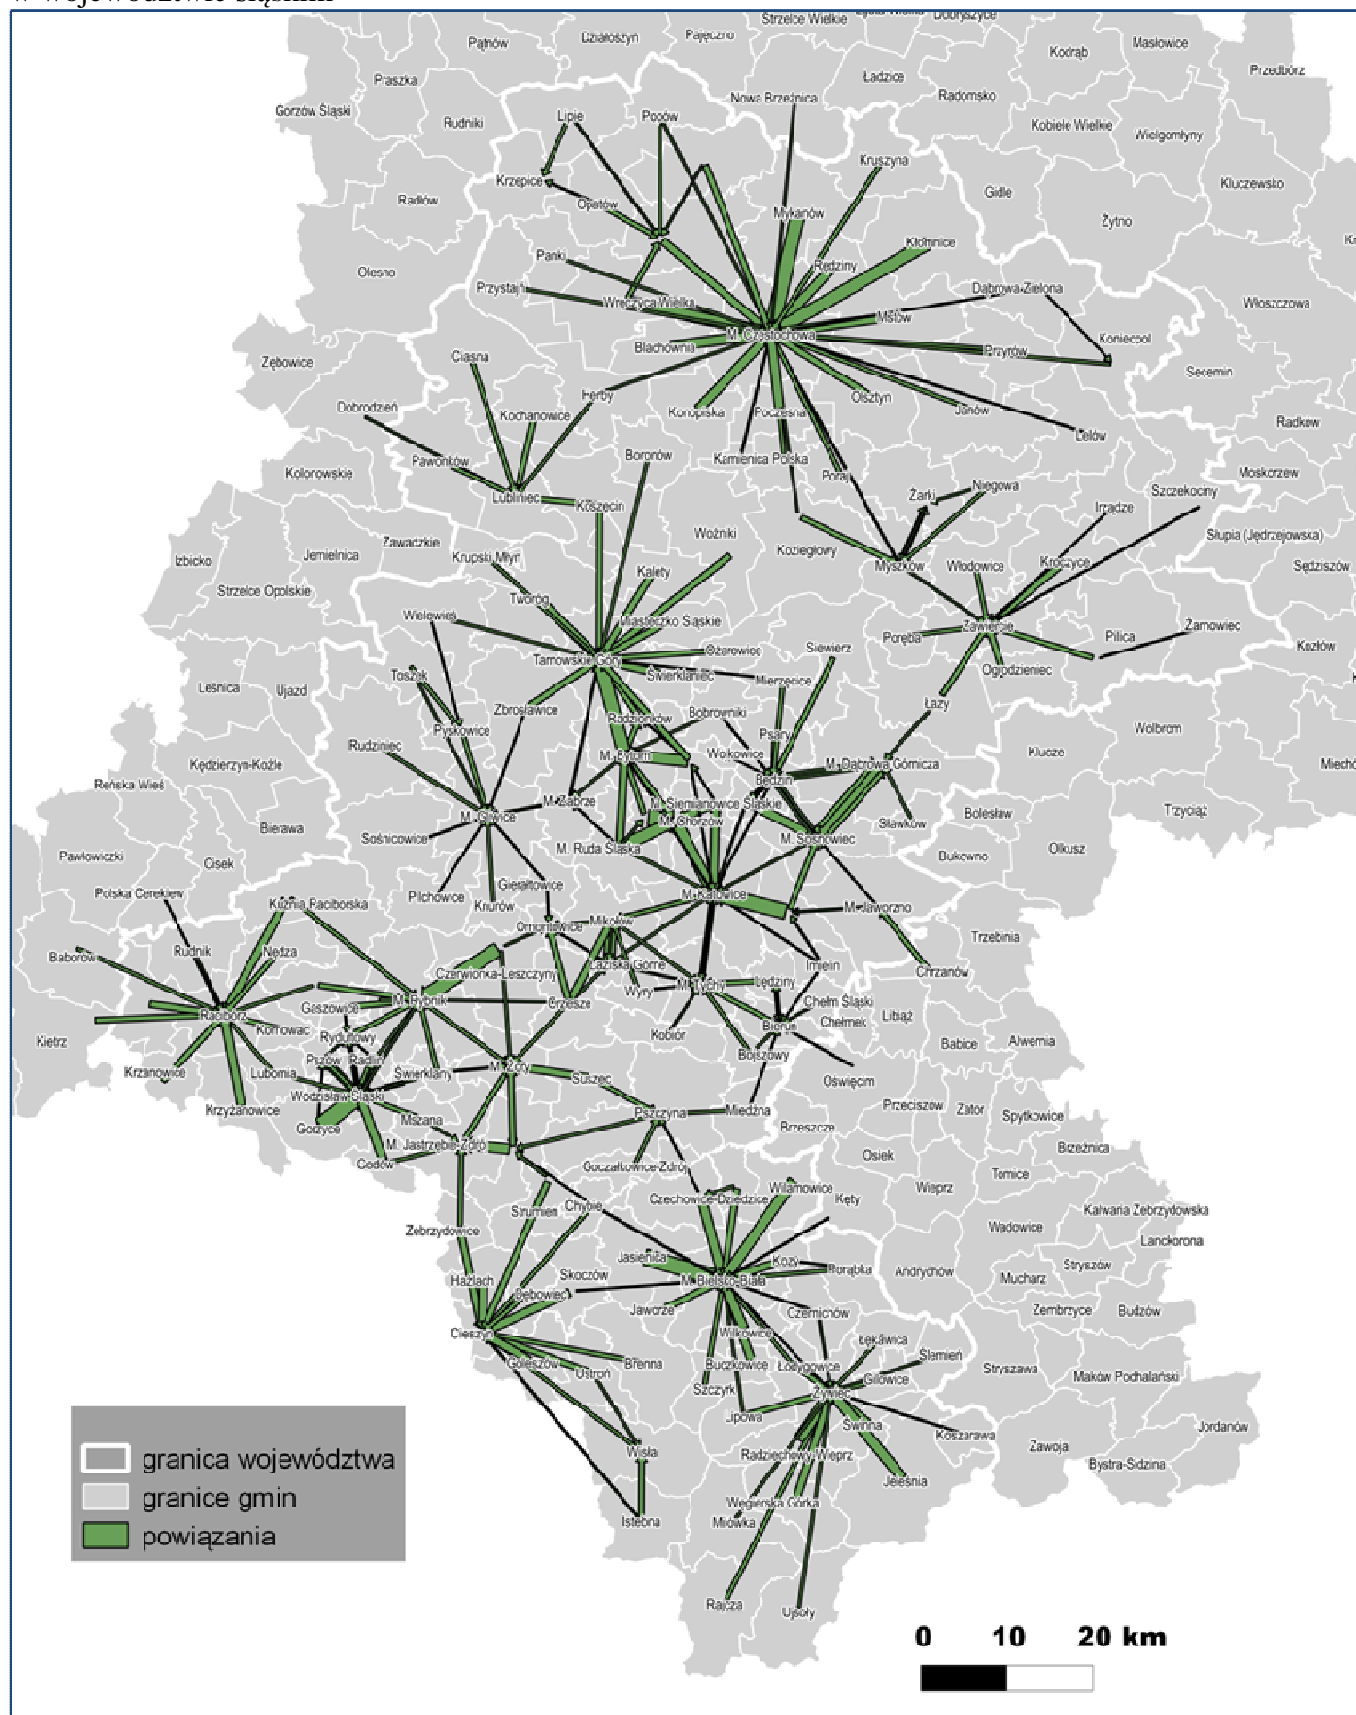 w województwie śląskim
Strzelce Wielkie
Dobryszyce
Pątnów
Działoszyn
Pajęczno
Kodrąb
Masłowice
Przedbórz
Praszka
Ładzice
Radomsko
Nowa Brzeźnica
Gorzów Śląski
Rudniki
Lipie
Popów
Kobiele Wielkie
Wielgomłyny
Kruszyna
Krzepice
Gidle
Kluczewsko
Radłów
Opatów
Mykanów
Żytno
Kłomnice
Panki
Rędziny
Olesno
Przystajń
Wręczyca Wielka
Dąbrowa Zielona
Włoszczowa
Mstów
M. Częstochowa
Koniecpol
Blachownia
Przyrów
Zębowice
Ciasna
Secemin
Herby
Olsztyn
Dobrodzień
Kochanowice
Konopiska
Poczesna
Janów
Radków
Lelów
Pawonków
Boronów
Kamienica Polska
Kolonowskie
Poraj
Moskorzew
Lubliniec
Koszęcin
Żarki
Niegowa
Szczekociny
Irządze
Woźniki
Zawadzkie
Koziegłowy
Słupia (Jędrzejowska)
Izbicko
Jemielnica
Krupski Młyn
Kalety
Myszków
Włodowice
Kroczyce
Sędziszów
Strzelce Opolskie
Tworóg
Wielowieś
Miasteczko Śląskie
Zawiercie
Żarnowiec
Poręba
Pilica
Kozłów
Tarnowskie Góry
Ożarowice
Siewierz
Świerklaniec
Mierzęcice
Ogrodzieniec
Toszek
Leśnica
Ujazd
Zbrosławice
Radzionków
Bobrowniki
Łazy
Pyskowice
Psary
Wolbrom
Rudziniec
M. Bytom
Wojkowice
Klucze
Kędzierzyn-Koźle
Będzin
M. Dąbrowa Górnicza
Reńska Wieś
M. Zabrze
M. Siemianowice Śląskie
Trzyciąż
M. Gliwice
M. Chorzów
Sławków
Bolesław
Bierawa
Sośnicowice
M. Ruda Śląska
M. Sosnowiec
Olkusz
Pawłowiczki
Cisek
Bukowno
Gierałtowice
Polska Cerekiew
Pilchowice
M. Katowice
Kuźnia Raciborska
Knurów
M. Jaworzno
Ornontowice
Mikołów
Trzebinia
Baborów
Rudnik
Nędza
Łaziska Górne
Imielin
Chrzanów
Czerwionka-Leszczyny
M. Tychy
Lędziny
Wyry
M. Rybnik
Orzesze
Chełm Śląski
Gaszowice
Racibórz
Chełmek
Libiąż
Kornowac
Bieruń
Kietrz
Rydułtowy
Kobiór
Babice
Alwernia
Bojszowy
Pszów
Radlin
Krzanowice
Lubomia
Świerklany
M. Żory
Suszec
Oświęcim
Wodzisław Śląski
Krzyżanowice
Przeciszów
Zator
Spytkowice
Mszana
Pszczyna
Miedźna
Gorzyce
Brzeszcze
M. Jastrzębie-Zdrój
Brzeźnica
Osiek
Godów
Goczałkowice-Zdrój
Tomice
Wieprz
Wilamowice
Czechowice-Dziedzice
Kęty
Strumień
Chybie
Kalwaria Zebrzydowska
Zebrzydowice
Wadowice
Lanckorona
Jasienica
Kozy
Stryszów
Porąbka
Andrychów
Mucharz
Hażlach
Skoczów
M. Bielsko-Biała
Dębowiec
Jaworze
Czernichów
Zembrzyce
Budzów
Cieszyn
Wilkowice
Łękawica
Goleszów
Brenna
Buczkowice
Łodygowice
Ślemień
Ustroń
Stryszawa
Gilowice
Maków Podhalański
Szczyrk
Żywiec
Lipowa
Świnna
Jordanów
Koszarawa
Zawoja
Wisła
Radziechowy-Wieprz
Bystra-Sidzina
Jeleśnia
Węgierska Górka
Istebna
Milówka
Rajcza
Ujsoły
granica województwa
granice gmin
powiązania
0 10 20 km